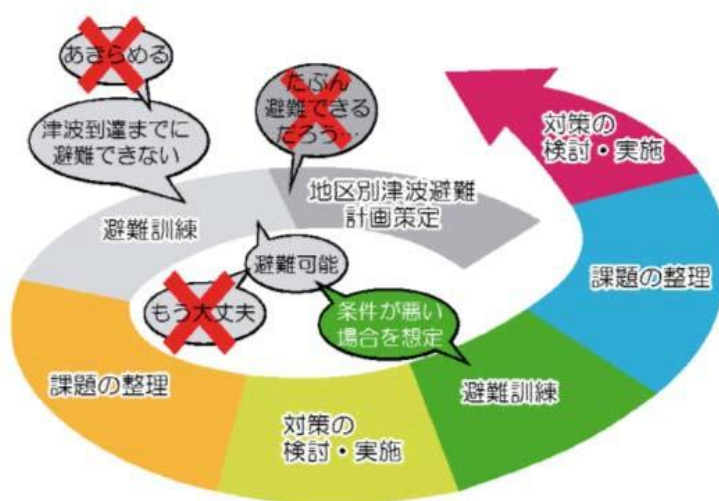 あきらめる
津波到達までに
避難できない
たぶん
避難できる
だろう…
地区別津波避難
計画策定
避難訓練
避難可能
もう大丈夫
条件が悪い
場合を想定
課題の整理
対策の
検討・実施
避難訓練
課題の整理
対策の
検討・実施